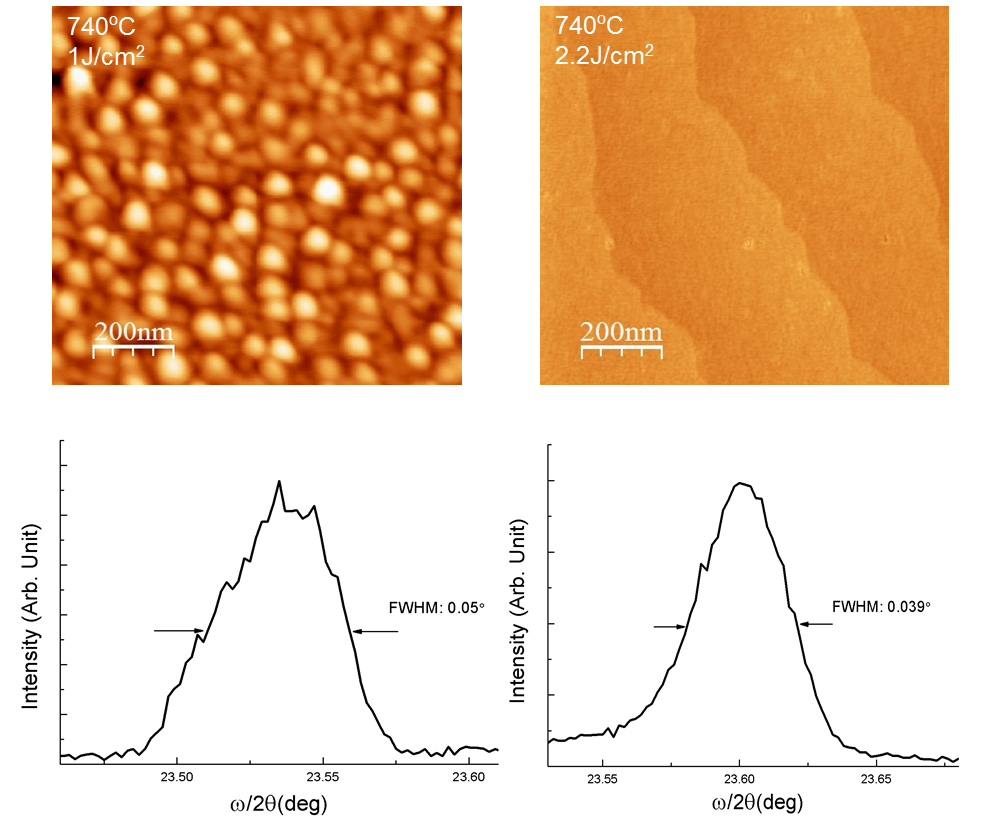 740°C
1J/cm²
200nm
740°C
2.2J/cm²
200nm
Intensity (Arb. Unit)
FWHM: 0.05°
23.50 23.55 23.60
ω/2θ(deg)
Intensity (Arb. Unit)
FWHM: 0.039°
23.55 23.60 23.65
ω/2θ(deg)